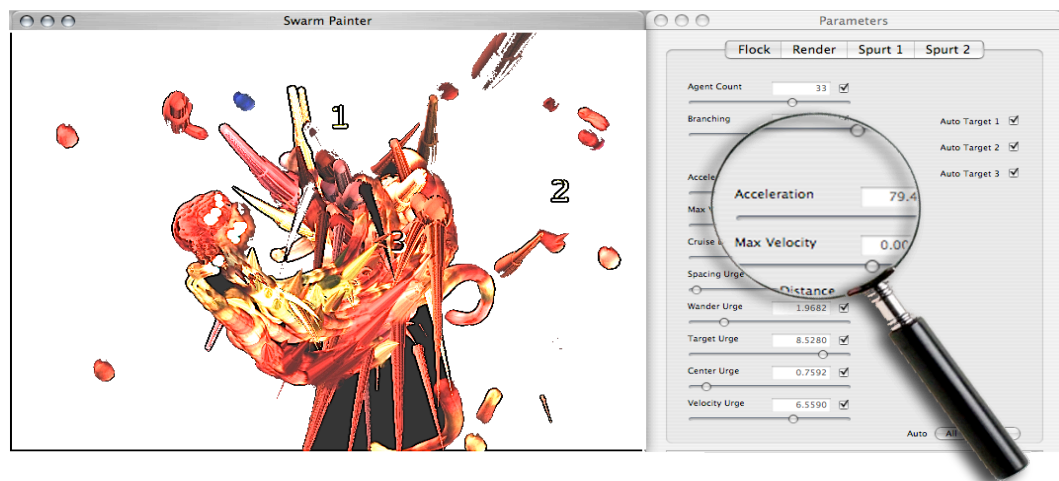 Swarm Painter
1
2
3
Parameters
Flock Render Spurt 1 Spurt 2
Agent Count 33
Branching
Auto Target 1
Auto Target 2
Auto Target 3
Acceleration 79.4
Max Velocity 0.00
Distance
Spacing Urge
Wander Urge 1.9682
Target Urge 8.5280
Center Urge 0.7592
Velocity Urge 6.5590
Auto All